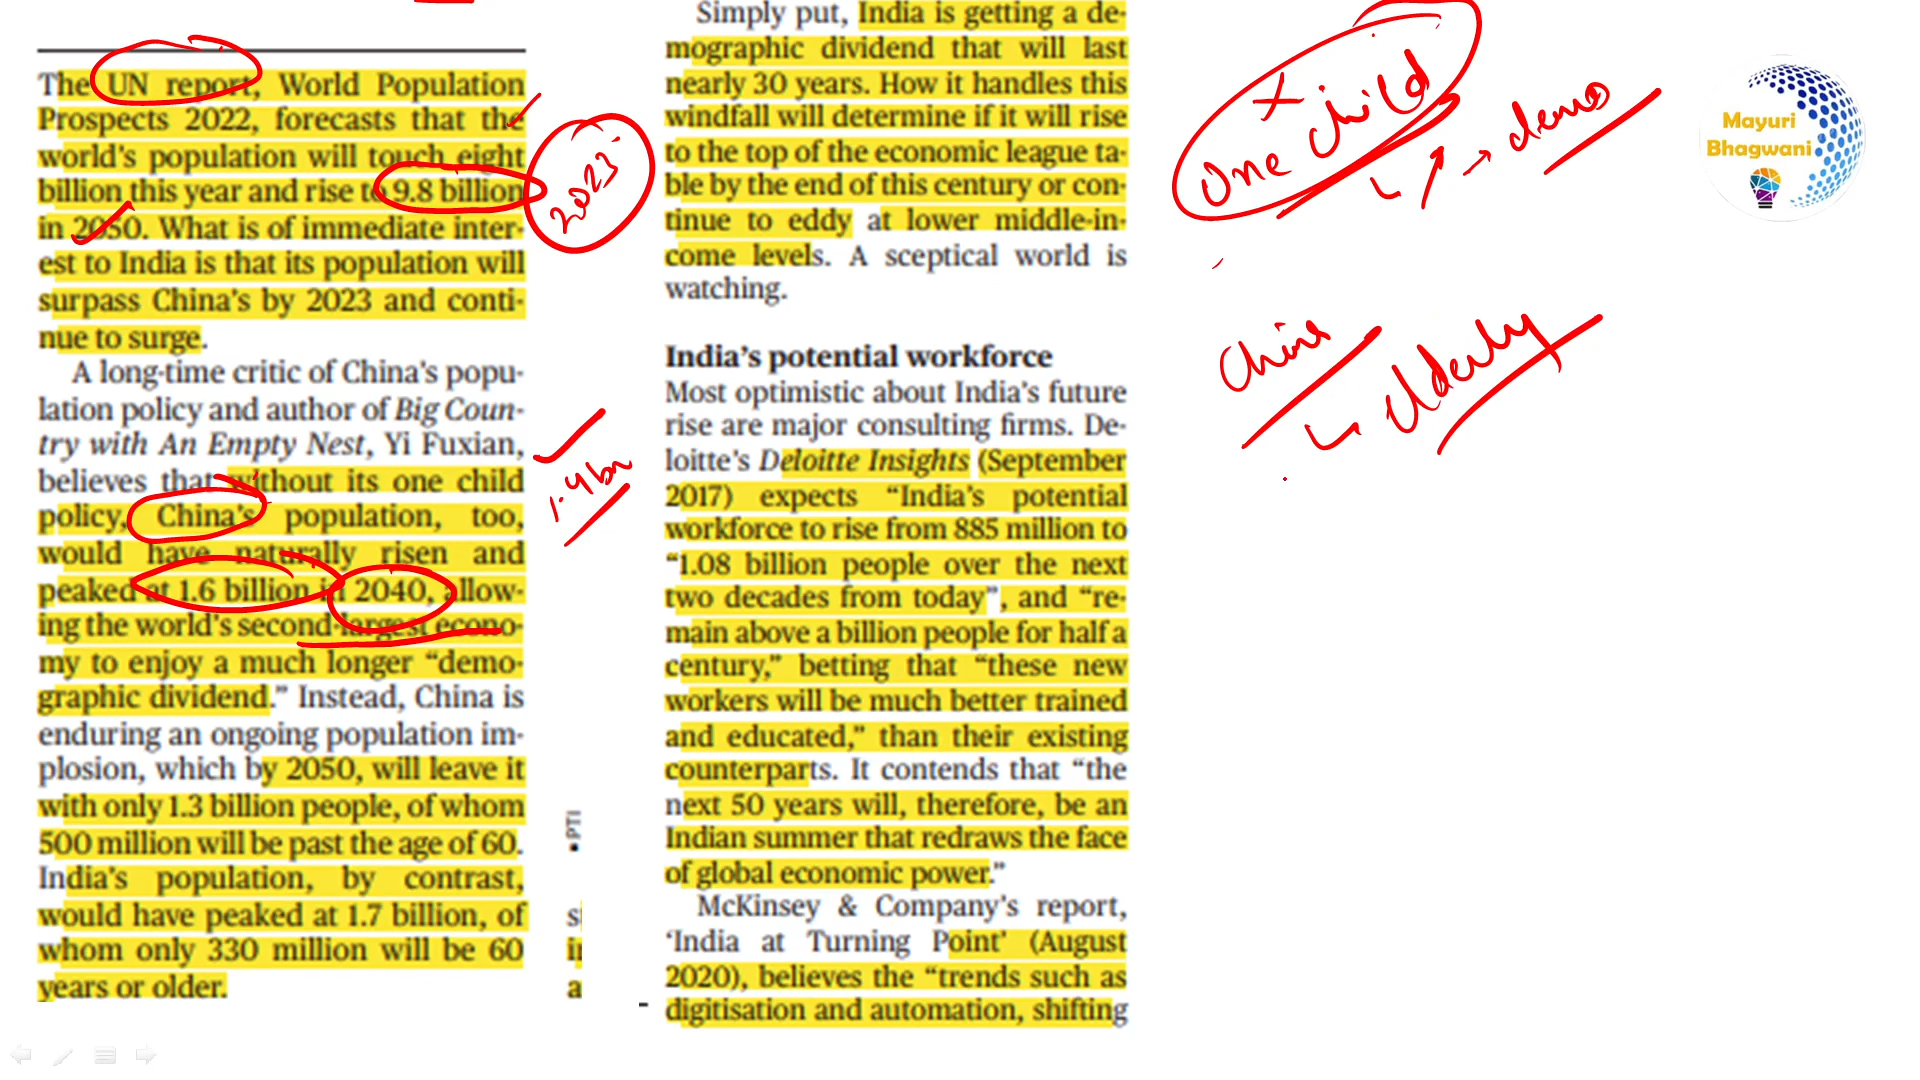 The UN report, World Population
Prospects 2022, forecasts that the
world's population will touch eight
billion this year and rise to 9.8 billion
in 2050. What is of immediate inter-
est to India is that its population will
surpass China's by 2023 and conti-
nue to surge.
A long-time critic of China's popu-
lation policy and author of Big Coun-
try with An Empty Nest, Yi Fuxian,
believes that without its one child
policy, China's population, too,
would have naturally risen and
peaked at 1.6 billion in 2040, allow-
ing the world's second-largest econo-
my to enjoy a much longer “demo-
graphic dividend.” Instead, China is
enduring an ongoing population im-
plosion, which by 2050, will leave it
with only 1.3 billion people, of whom
500 million will be past the age of 60.
India's population, by contrast,
would have peaked at 1.7 billion, of
whom only 330 million will be 60
years or older.
2023
1.4 bn
• PTI
Simply put, India is getting a de-
mographic dividend that will last
nearly 30 years. How it handles this
windfall will determine if it will rise
to the top of the economic league ta-
ble by the end of this century or con-
tinue to eddy at lower middle-in-
come levels. A sceptical world is
watching.
India's potential workforce
Most optimistic about India's future
rise are major consulting firms. De-
loitte's Deloitte Insights (September
2017) expects “India's potential
workforce to rise from 885 million to
“1.08 billion people over the next
two decades from today”, and “re-
main above a billion people for half a
century,” betting that “these new
workers will be much better trained
and educated,” than their existing
counterparts. It contends that “the
next 50 years will, therefore, be an
Indian summer that redraws the face
of global economic power.”
McKinsey & Company's report,
‘India at Turning Point’ (August
2020), believes the “trends such as
digitisation and automation, shifting
One child
→ demo
China
elderly
Mayuri
Bhagwani